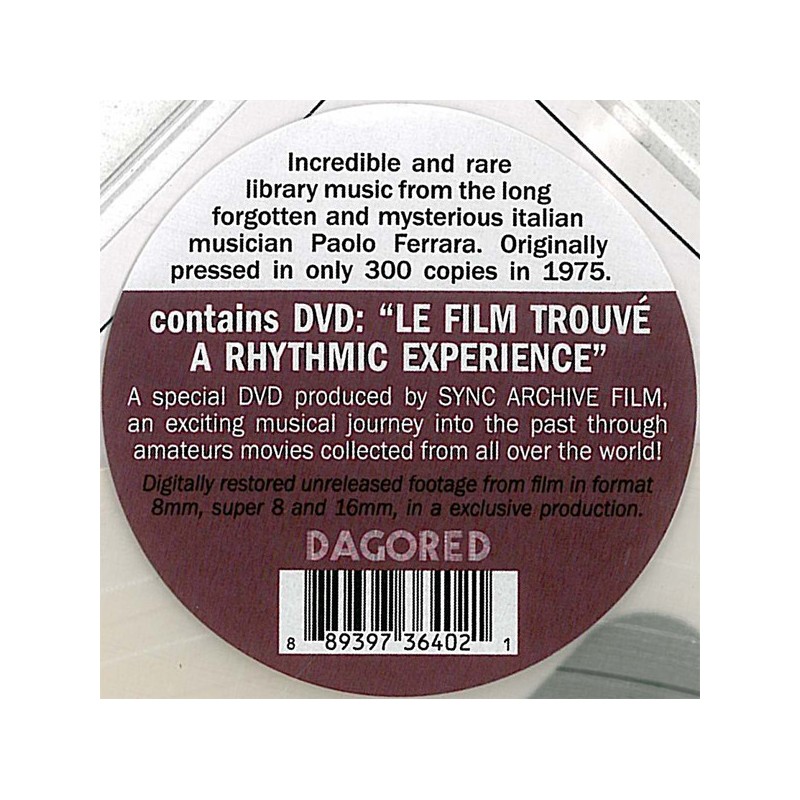 Incredible and rare
library music from the long
forgotten and mysterious italian
musician Paolo Ferrara. Originally
pressed in only 300 copies in 1975.
contains DVD: “LE FILM TROUVÉ
A RHYTHMIC EXPERIENCE”
A special DVD produced by SYNC ARCHIVE FILM,
an exciting musical journey into the past through
amateurs movies collected from all over the world!
Digitally restored unreleased footage from film in format
8mm, super 8 and 16mm, in a exclusive production.
DAGORED
8 89397 36402 1